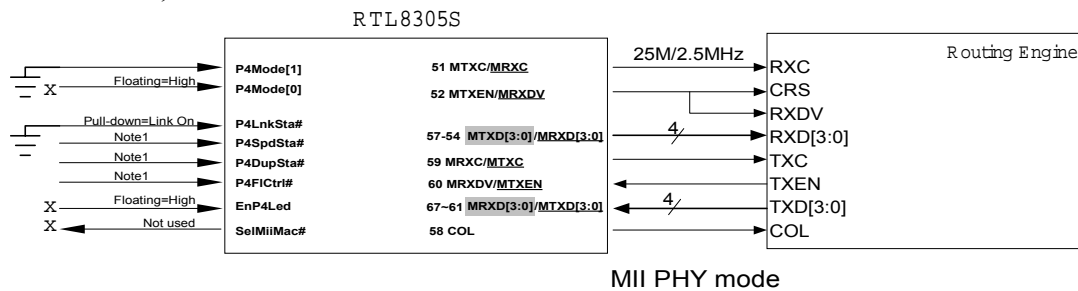 RTL8305S
25M/2.5MHz
Routing Engine
P4Mode[1]
51 MTXC/MRXC
RXC
X
Floating=High
P4Mode[0]
52 MTXEN/MRXDV
CRS
RXDV
Pull-down=Link On
P4LnkSta#
57-54 MTXD[3:0]/MRXD[3:0]
4
RXD[3:0]
Note1
P4SpdSta#
Note1
P4DupSta#
59 MRXC/MTXC
TXC
Note1
P4FlCtrl#
60 MRXDV/MTXEN
TXEN
X
Floating=High
EnP4Led
67~61 MRXD[3:0]/MTXD[3:0]
4
TXD[3:0]
X
Not used
SelMiiMac#
58 COL
COL
MII PHY mode